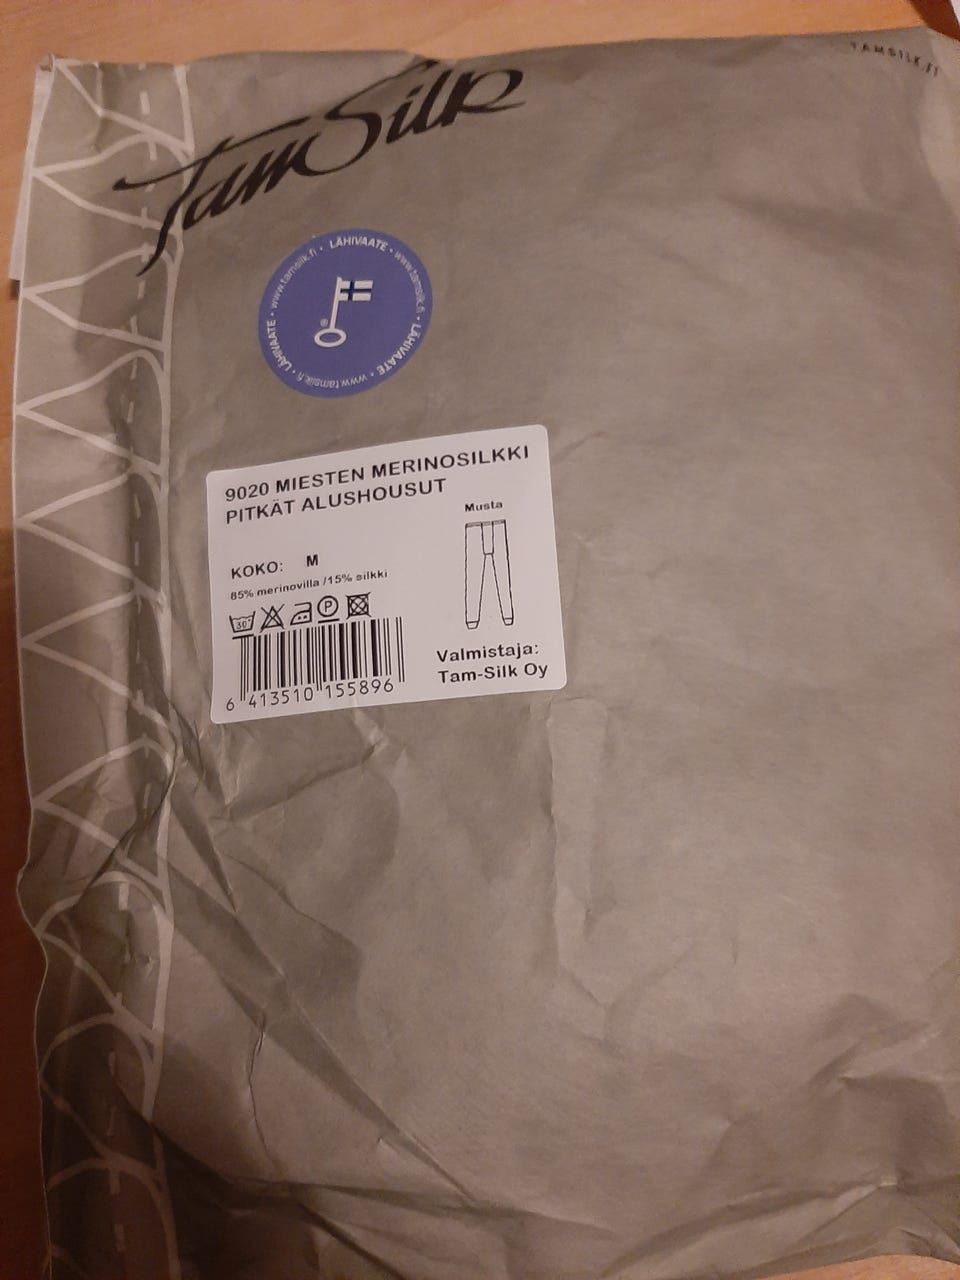 TAMSILK.FI
TamSilk
LÄHIVAATE • www.tamsilk.fi • LÄHIVAATE • www.tamsilk.fi • LÄHIVAATE • www.tamsilk.fi •
9020 MIESTEN MERINOSILKKI
PITKÄT ALUSHOUSUT
Musta
KOKO: M
85% merinovilla /15% silkki
30°
P
6 413510 155896
Valmistaja:
Tam-Silk Oy